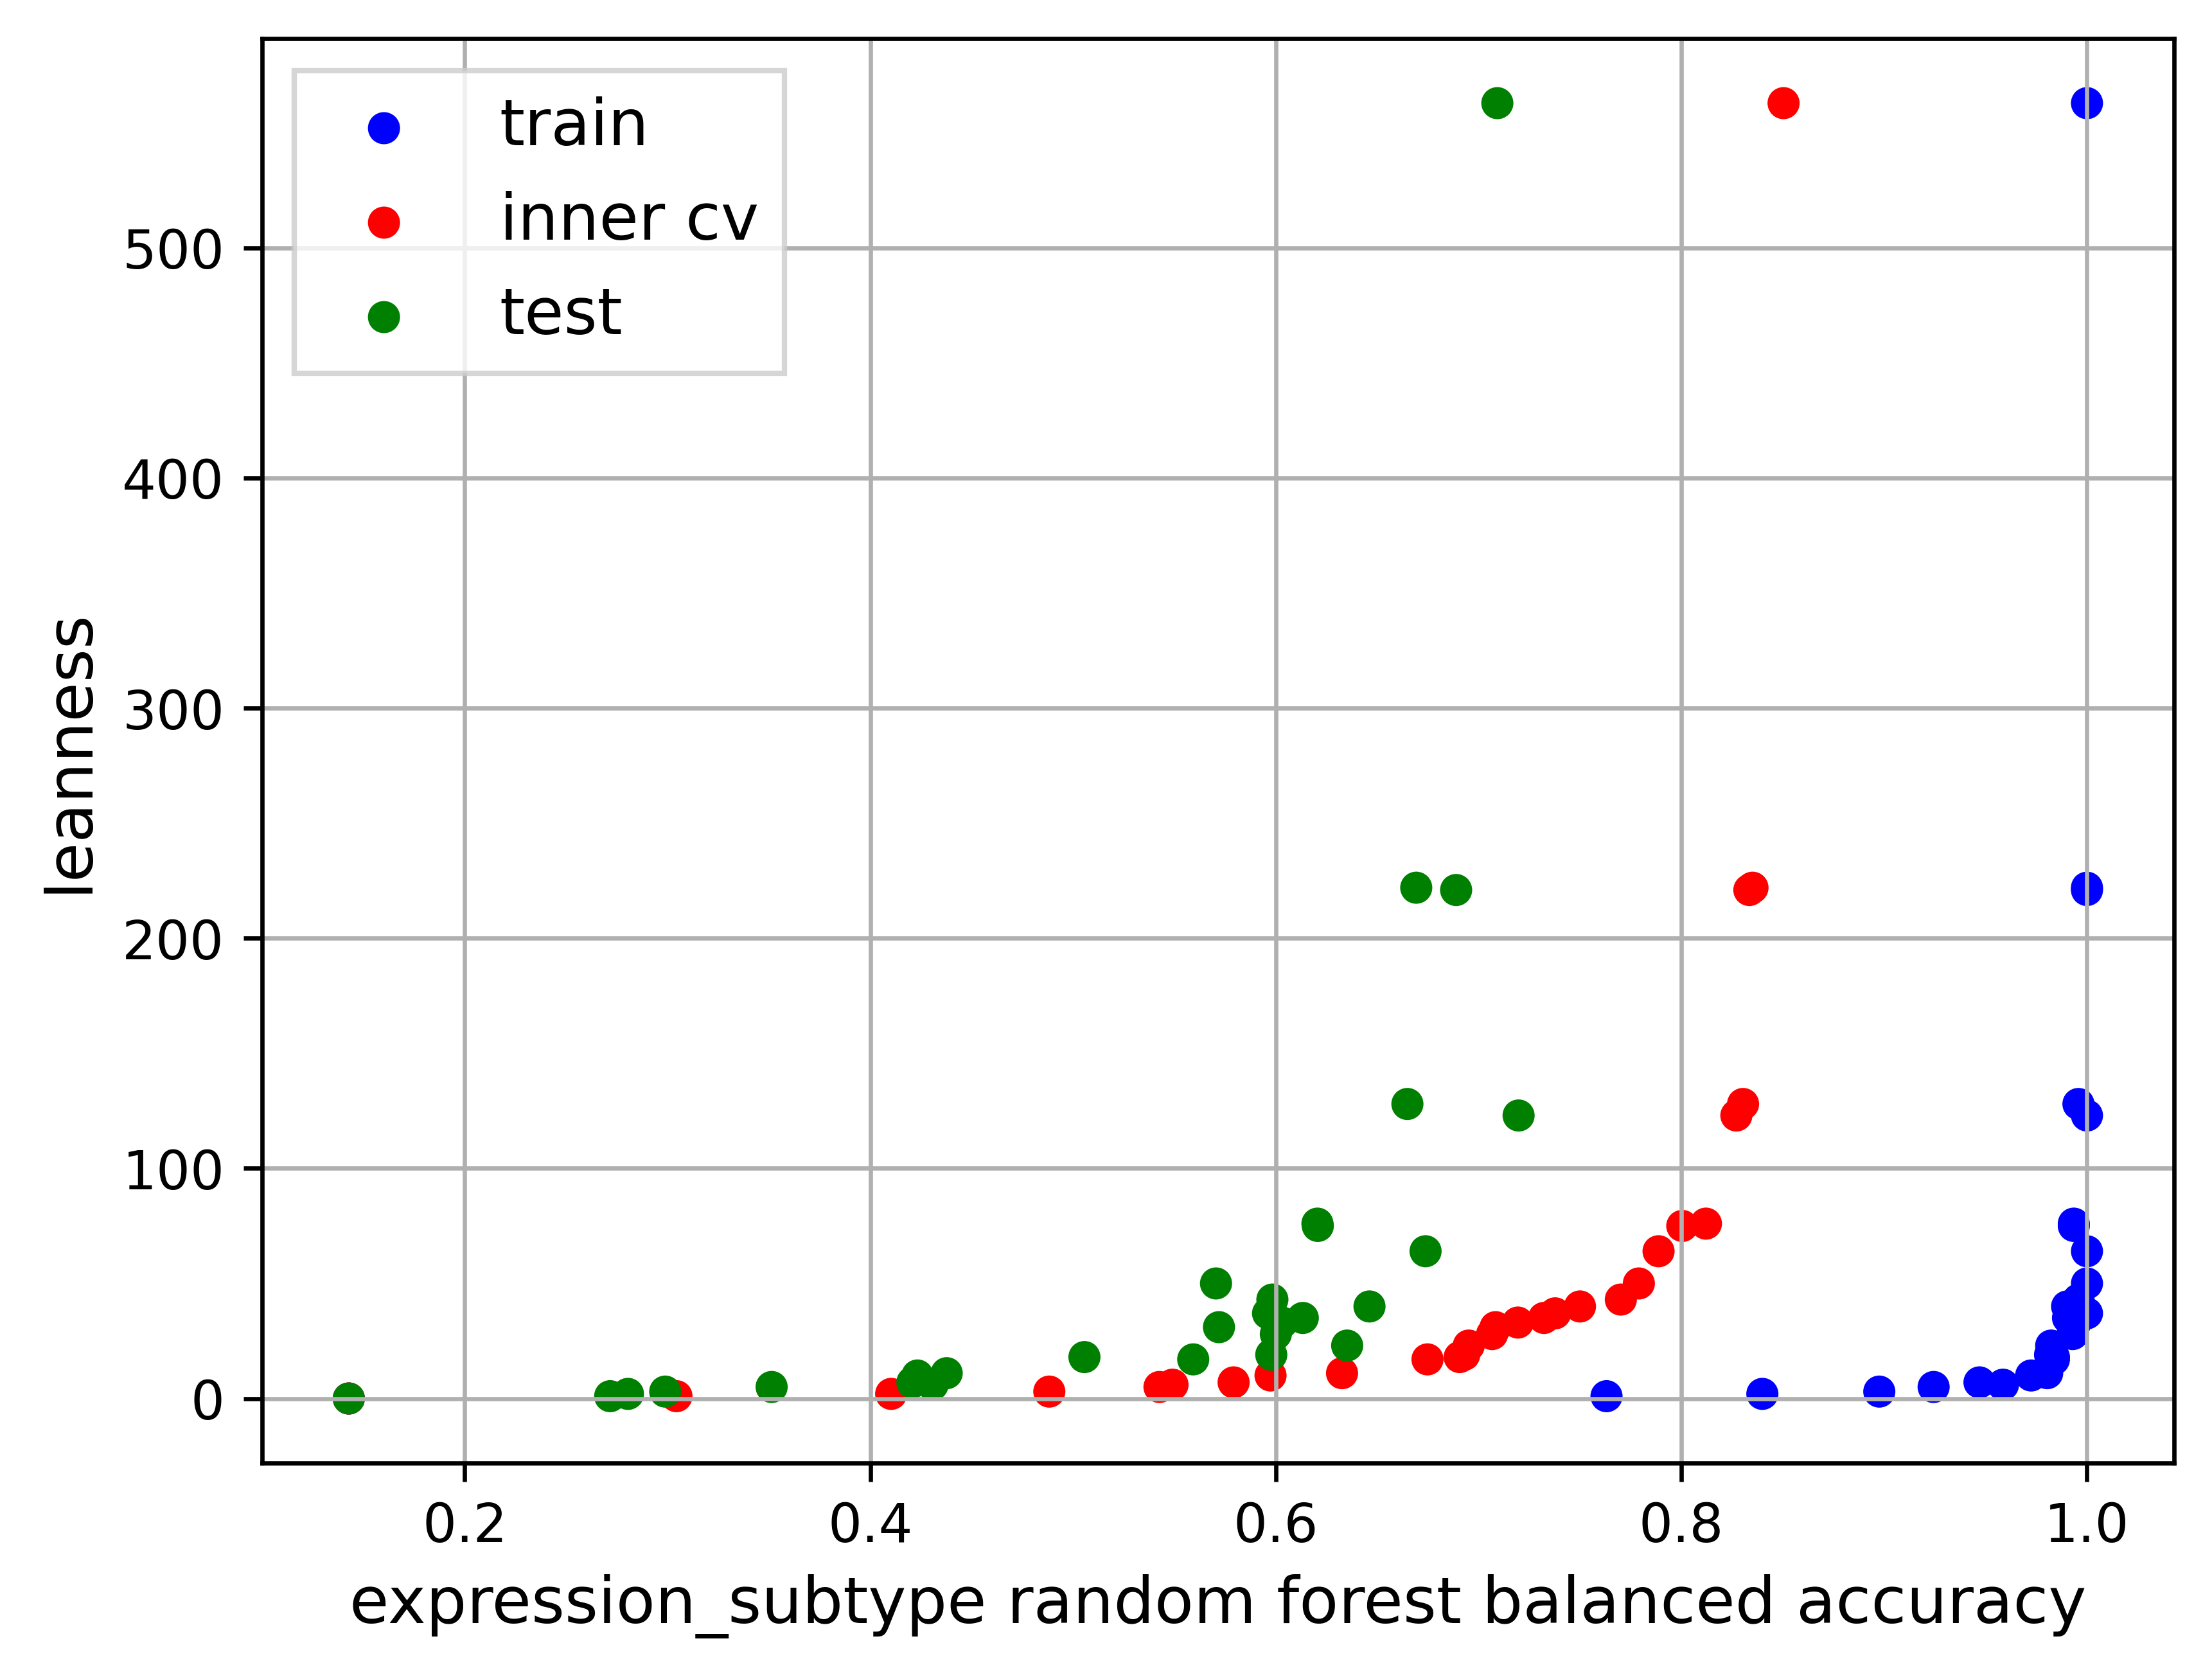 train
inner cv
test
500
400
300
200
100
0
leanness
0.2 0.4 0.6 0.8 1.0
expression_subtype random forest balanced accuracy